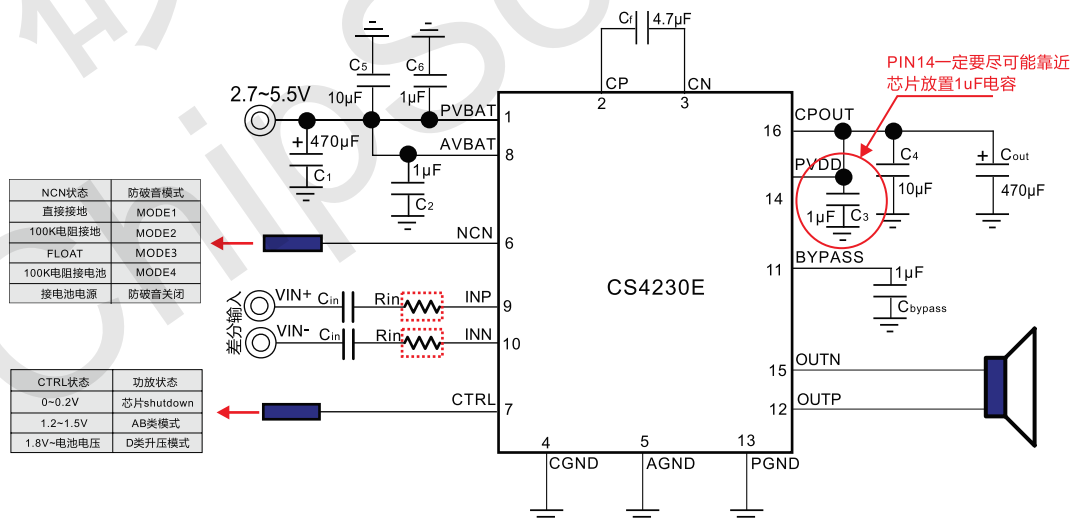 Cf
4.7μF
CP
CN
2
3
C5
10μF
C6
1μF
2.7~5.5V
PVBAT
1
+
470μF
C1
AVBAT
8
1μF
C2
PIN14一定要尽可能靠近
芯片放置1uF电容
CPOUT
16
PVDD
14
C4
10μF
+
Cout
470μF
1μF
C3
NCN状态 防破音模式
直接接地 MODE1
100K电阻接地 MODE2
FLOAT MODE3
100K电阻接电池 MODE4
接电池电源 防破音关闭
NCN
6
CS4230E
BYPASS
11
1μF
Cbypass
差分输入
VIN+
Cin
Rin
INP
9
VIN-
Cin
Rin
INN
10
OUTN
15
OUTP
12
CTRL状态 功放状态
0~0.2V 芯片shutdown
1.2~1.5V AB类模式
1.8V~电池电压 D类升压模式
CTRL
7
4
CGND
5
AGND
13
PGND